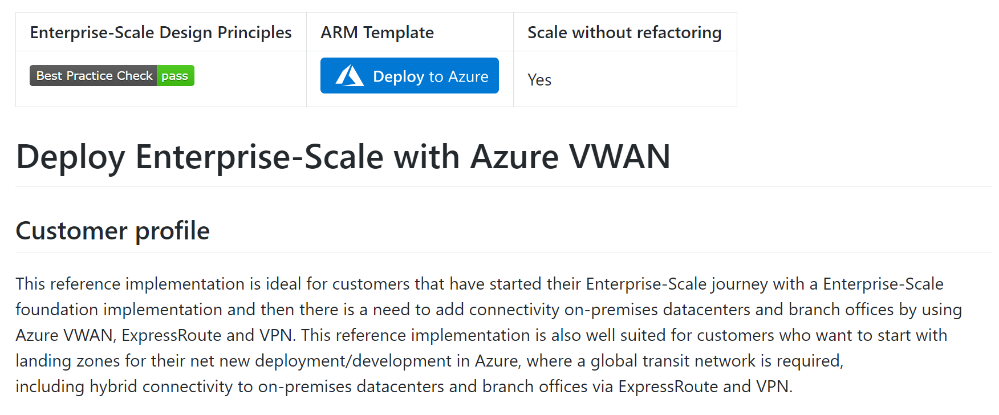 Enterprise-Scale Design Principles ARM Template Scale without refactoring
Best Practice Check pass Deploy to Azure Yes
Deploy Enterprise-Scale with Azure VWAN
Customer profile
This reference implementation is ideal for customers that have started their Enterprise-Scale journey with a Enterprise-Scale
foundation implementation and then there is a need to add connectivity on-premises datacenters and branch offices by using
Azure VWAN, ExpressRoute and VPN. This reference implementation is also well suited for customers who want to start with
landing zones for their net new deployment/development in Azure, where a global transit network is required,
including hybrid connectivity to on-premises datacenters and branch offices via ExpressRoute and VPN.